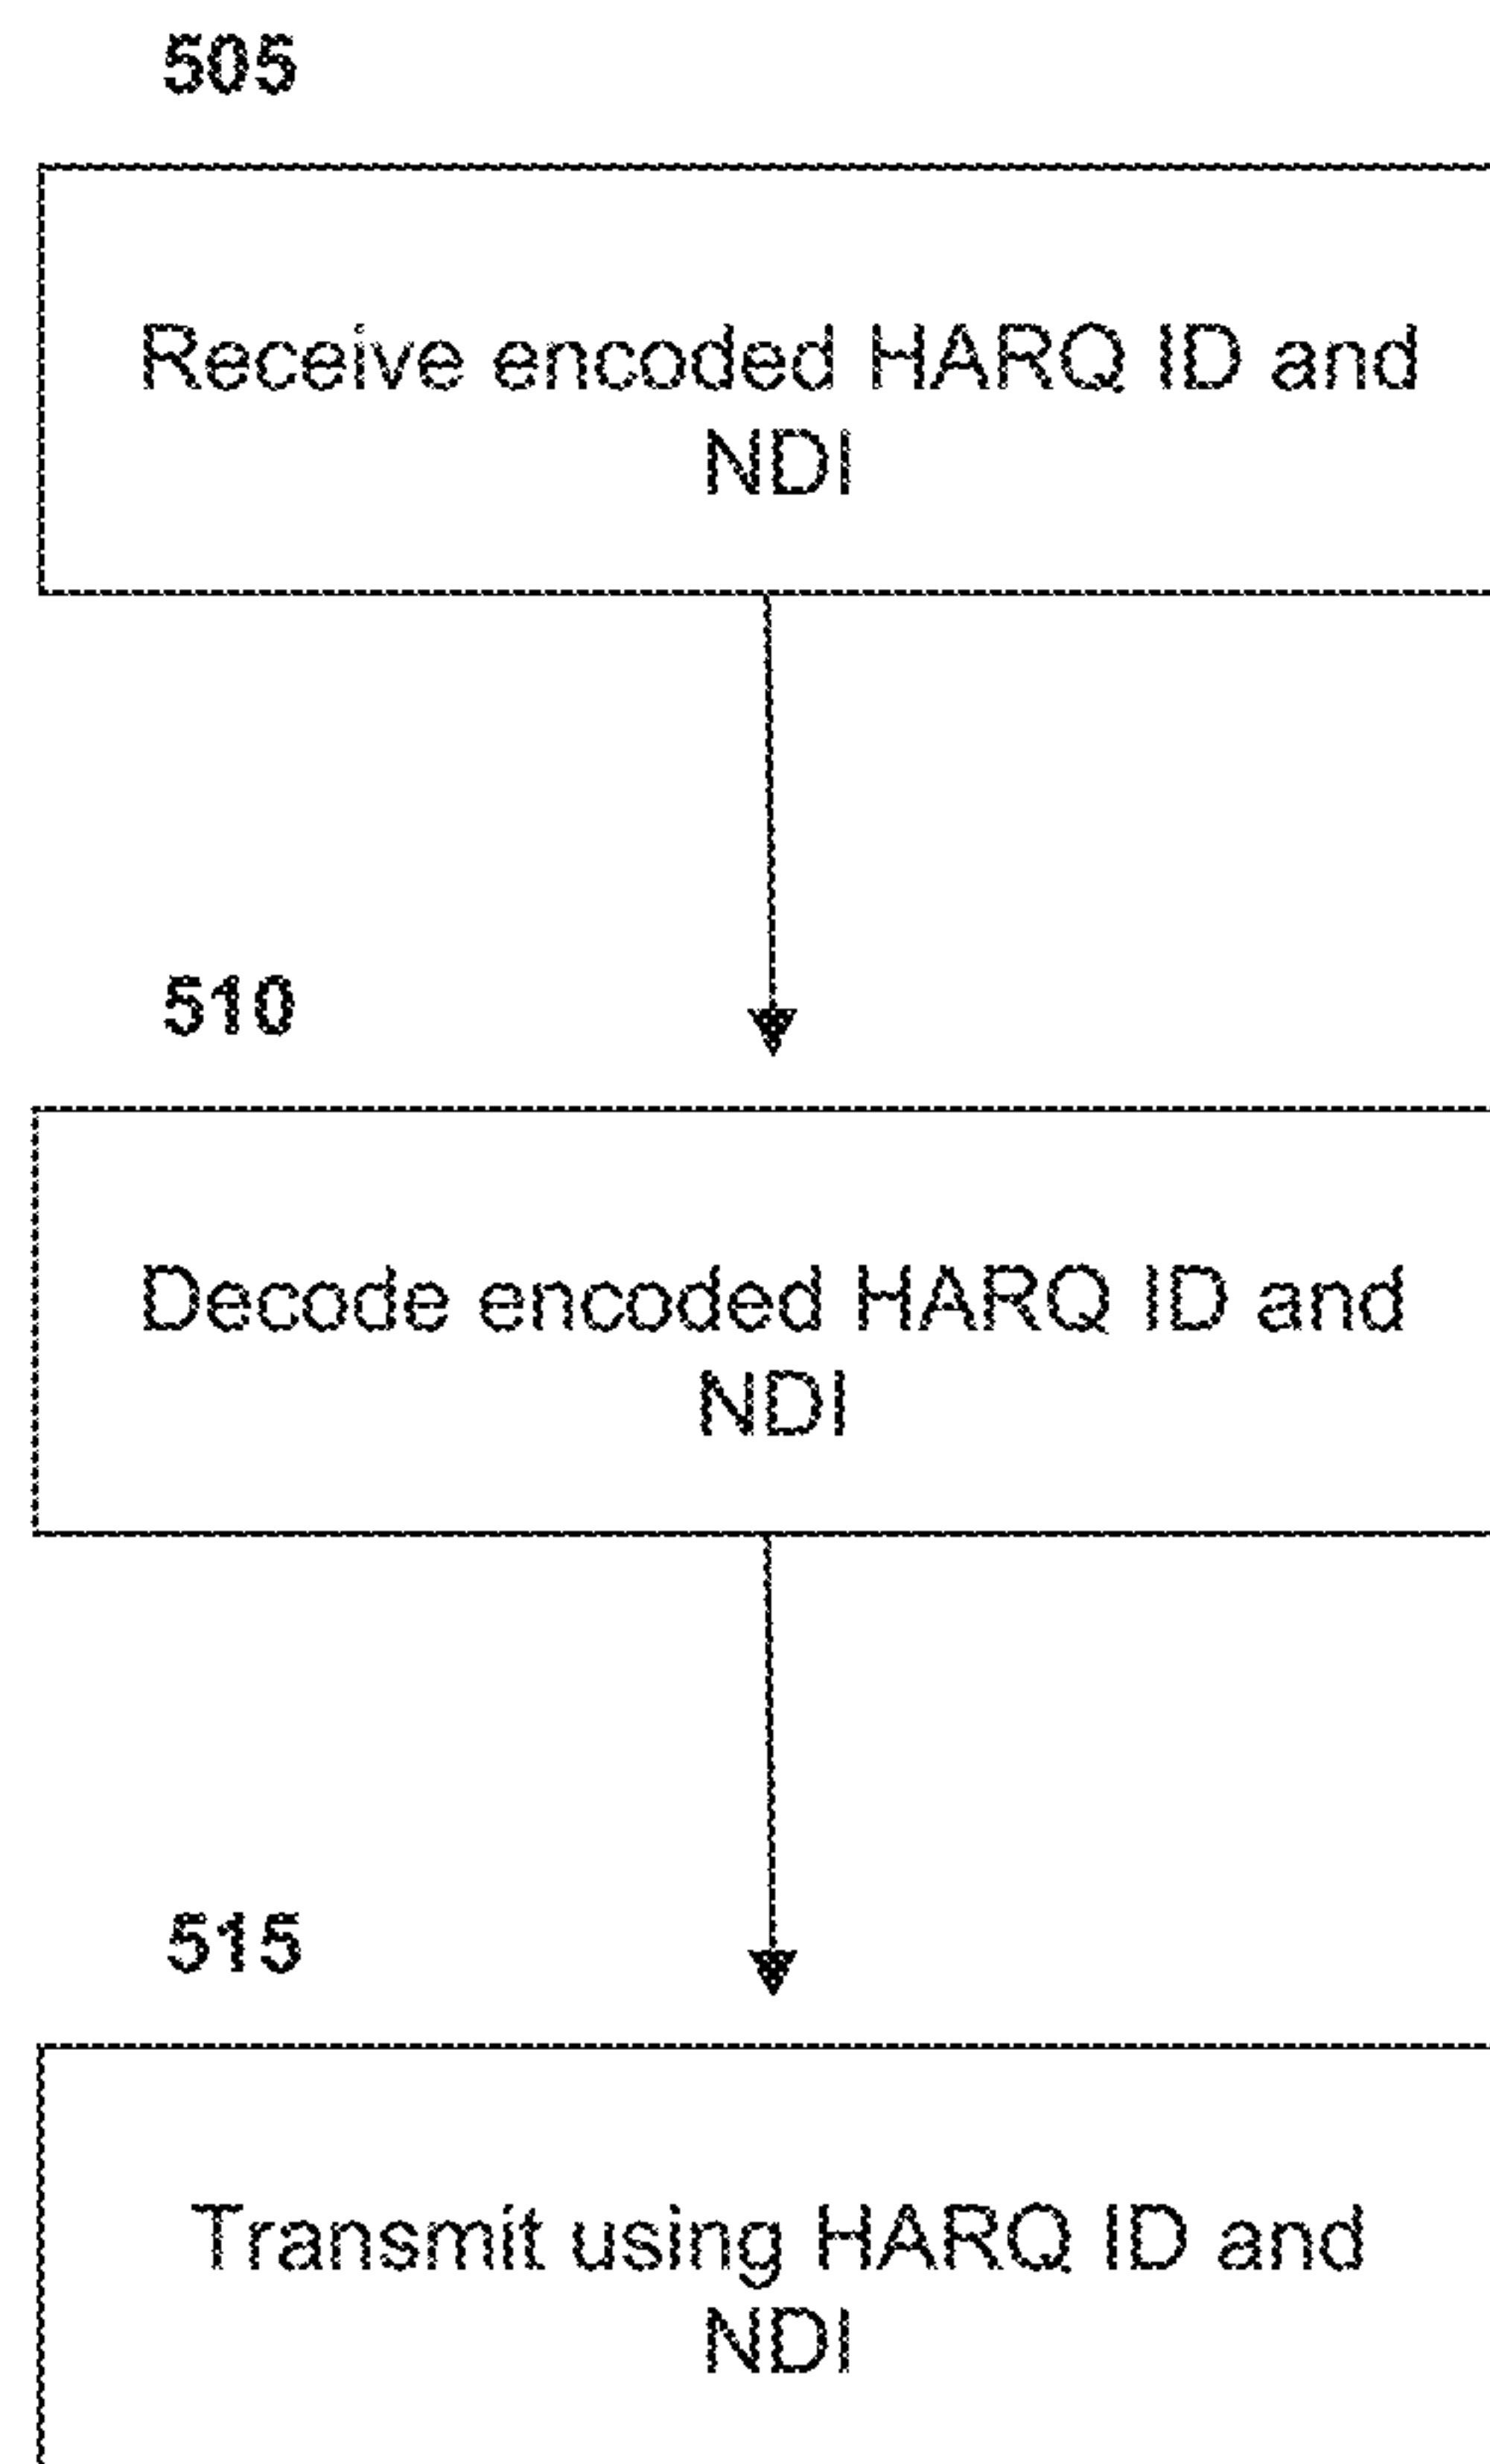 505
Receive encoded HARQ ID and
NDI
510
Decode encoded HARQ ID and
NDI
515
Transmit using HARQ ID and
NDI